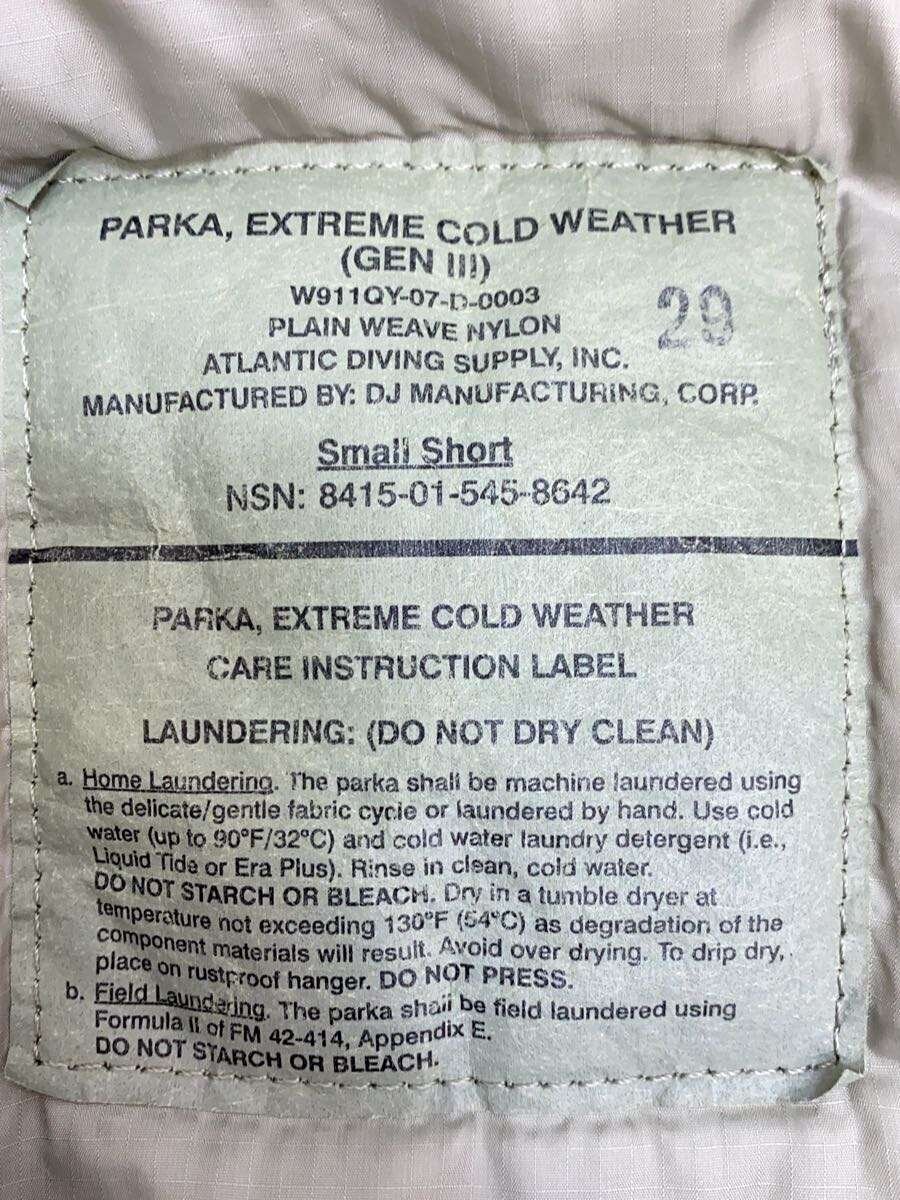 PARKA, EXTREME COLD WEATHER
(GEN III)
W911QY-07-D-0003
29
PLAIN WEAVE NYLON
ATLANTIC DIVING SUPPLY, INC.
MANUFACTURED BY: DJ MANUFACTURING, CORP.
Small Short
NSN: 8415-01-545-8642
PARKA, EXTREME COLD WEATHER
CARE INSTRUCTION LABEL
LAUNDERING: (DO NOT DRY CLEAN)
a. Home Laundering. The parka shall be machine laundered using
the delicate/gentle fabric cycle or laundered by hand. Use cold
water (up to 90°F/32°C) and cold water laundry detergent (i.e.,
Liquid Tide or Era Plus). Rinse in clean, cold water.
DO NOT STARCH OR BLEACH. Dry in a tumble dryer at
temperature not exceeding 130°F (54°C) as degradation of the
component materials will result. Avoid over drying. To drip dry,
place on rustproof hanger. DO NOT PRESS.
b. Field Laundering. The parka shall be field laundered using
Formula II of FM 42-414, Appendix E.
DO NOT STARCH OR BLEACH.